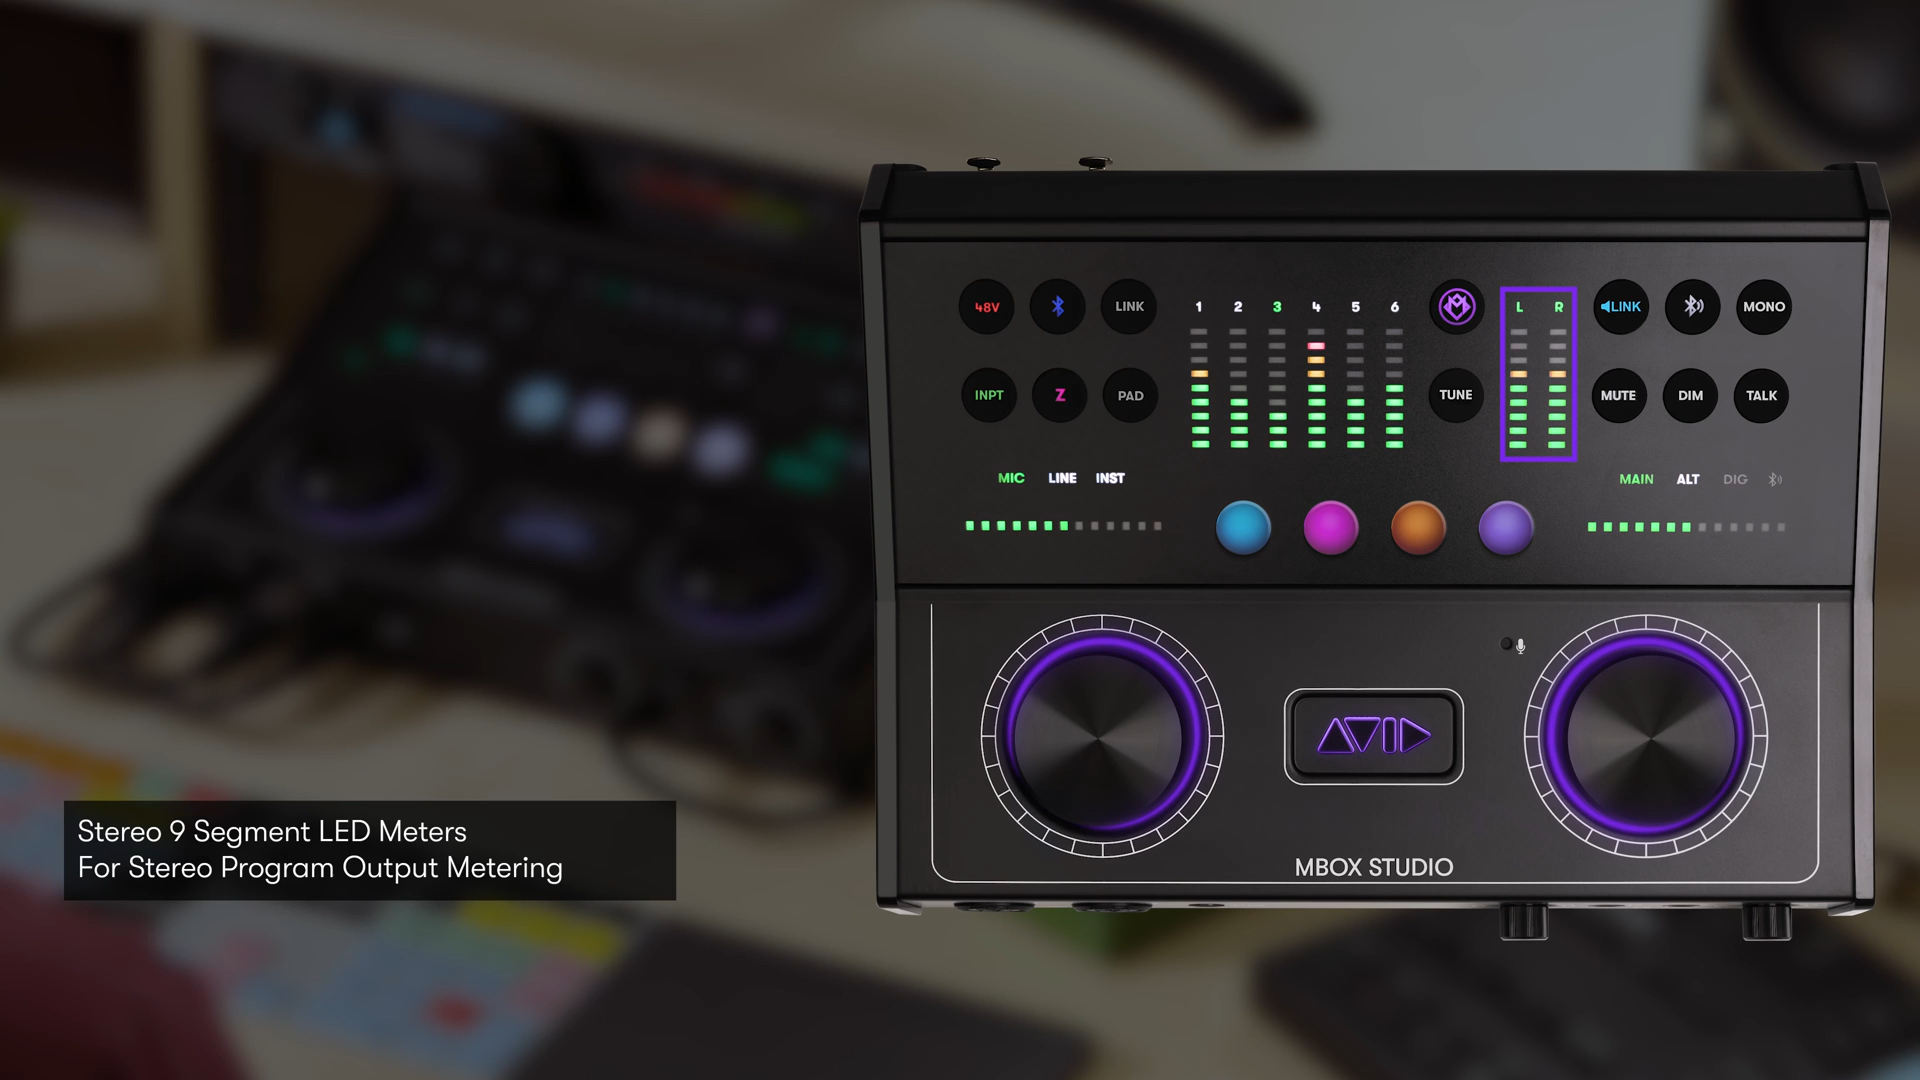 48V
LINK
1 2 3 4 5 6
L R
LINK
MONO
INPT
Z
PAD
TUNE
MUTE
DIM
TALK
MIC LINE INST
MAIN ALT DIG
AVID
MBOX STUDIO
Stereo 9 Segment LED Meters
For Stereo Program Output Metering